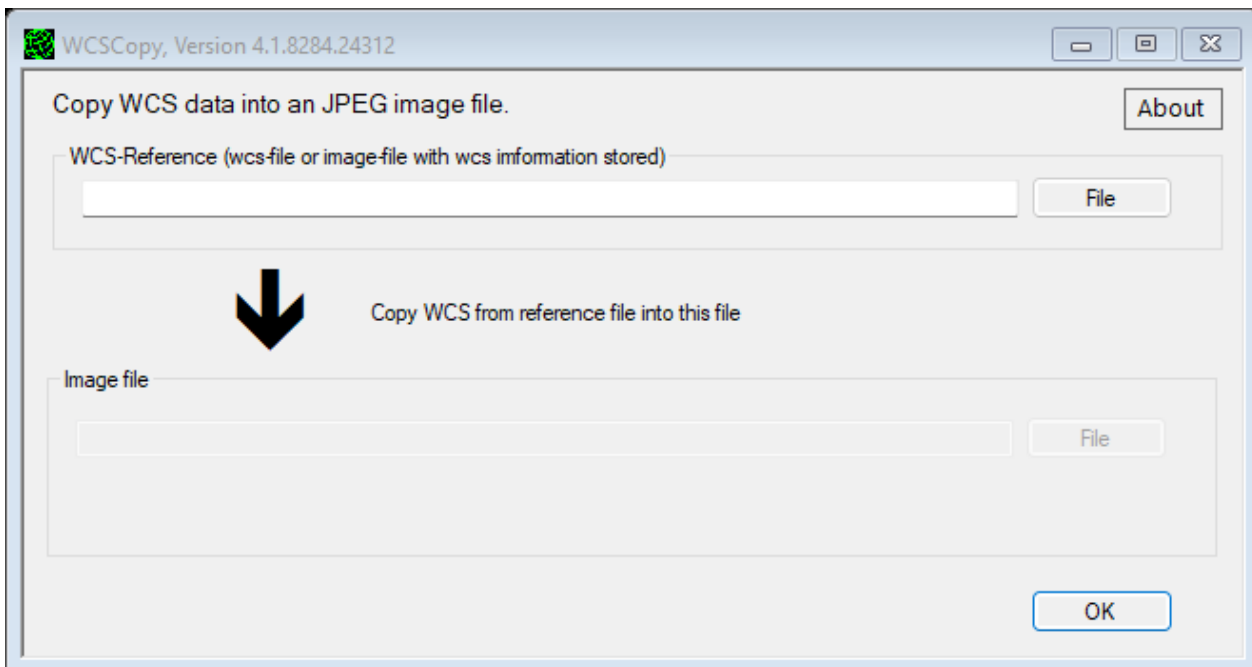 WCSCopy, Version 4.1.8284.24312
Copy WCS data into an JPEG image file.
About
WCS-Reference (wcs-file or image-file with wcs imformation stored)
File
Copy WCS from reference file into this file
Image file
File
OK